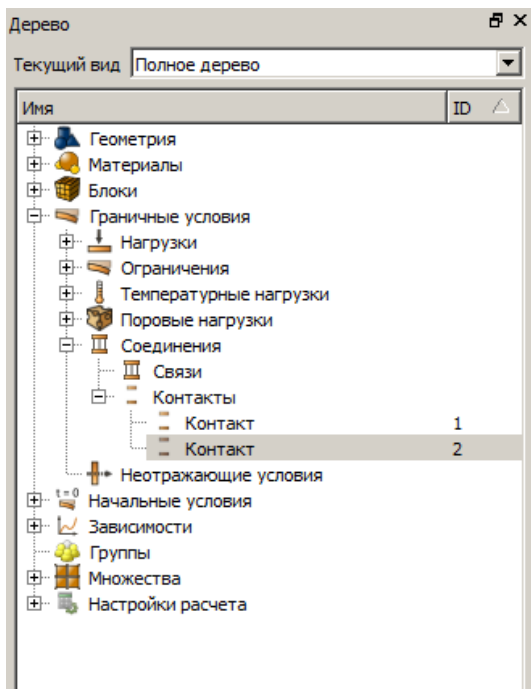 Дерево
Текущий вид Полное дерево
Имя ID
Геометрия
Материалы
Блоки
Граничные условия
Нагрузки
Ограничения
Температурные нагрузки
Поровые нагрузки
Соединения
Связи
Контакты
Контакт 1
Контакт 2
Неотражающие условия
t=0 Начальные условия
Зависимости
Группы
Множества
Настройки расчета